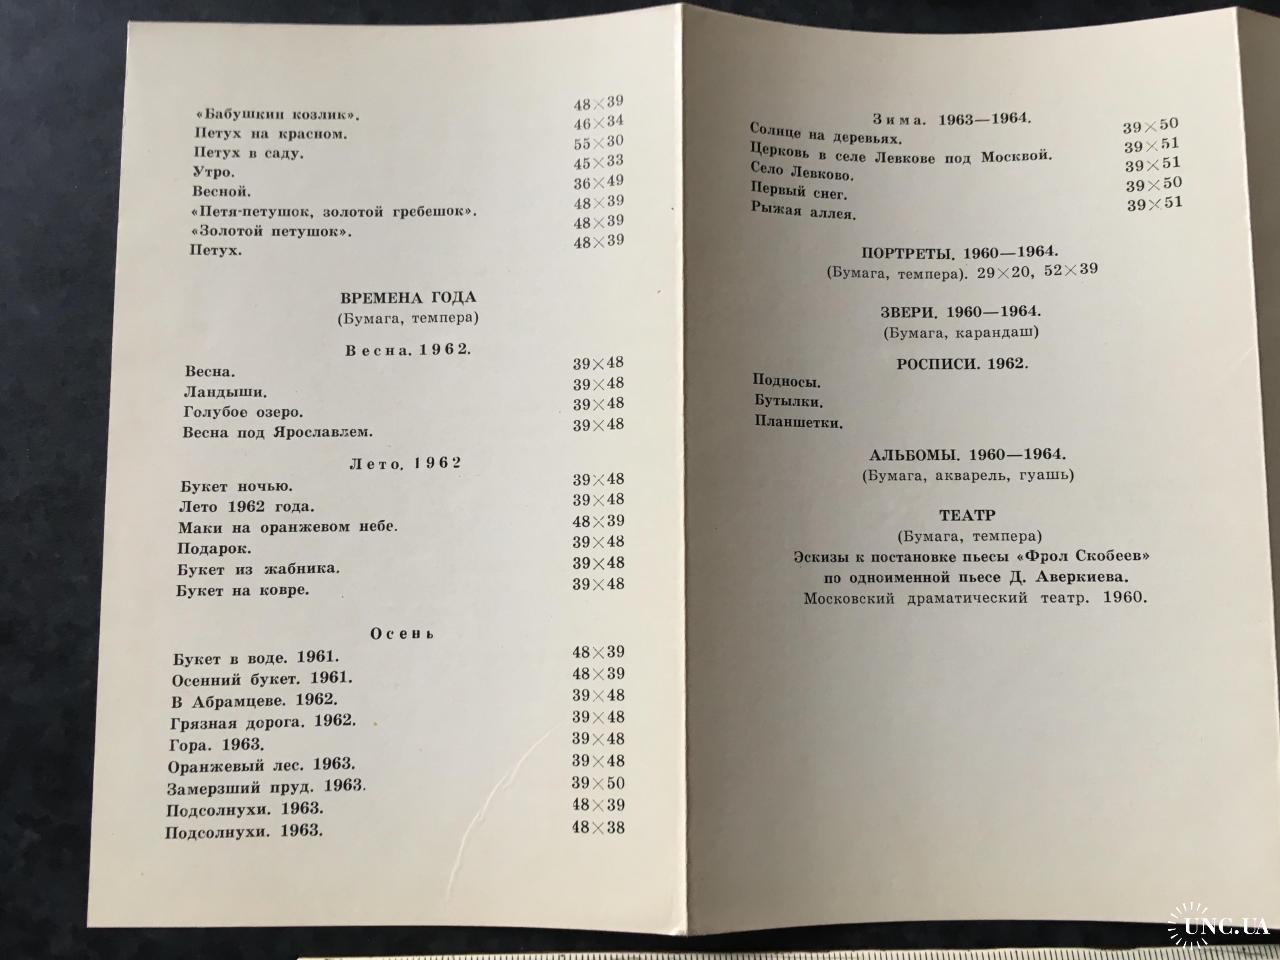 «Бабушкин козлик». 48×39
Петух на красном. 46×34
Петух в саду. 55×30
Утро. 45×33
Весной. 36×49
«Петя-петушок, золотой гребешок». 48×39
«Золотой петушок». 48×39
Петух. 48×39
ВРЕМЕНА ГОДА
(Бумага, темпера)
Весна. 1962.
Весна. 39×48
Ландыши. 39×48
Голубое озеро. 39×48
Весна под Ярославлем. 39×48
Лето. 1962
Букет ночью. 39×48
Лето 1962 года. 39×48
Маки на оранжевом небе. 48×39
Подарок. 39×48
Букет из жабника. 39×48
Букет на ковре. 39×48
Осень
Букет в воде. 1961. 48×39
Осенний букет. 1961. 48×39
В Абрамцеве. 1962. 39×48
Грязная дорога. 1962. 39×48
Гора. 1963. 39×48
Оранжевый лес. 1963. 39×48
Замерзший пруд. 1963. 39×50
Подсолнухи. 1963. 48×39
Подсолнухи. 1963. 48×38
Зима. 1963—1964.
Солнце на деревьях. 39×50
Церковь в селе Левкове под Москвой. 39×51
Село Левково. 39×51
Первый снег. 39×50
Рыжая аллея. 39×51
ПОРТРЕТЫ. 1960—1964.
(Бумага, темпера). 29×20, 52×39
ЗВЕРИ. 1960—1964.
(Бумага, карандаш)
РОСПИСИ. 1962.
Подносы.
Бутылки.
Планшетки.
АЛЬБОМЫ. 1960—1964.
(Бумага, акварель, гуашь)
ТЕАТР
(Бумага, темпера)
Эскизы к постановке пьесы «Фрол Скобеев»
по одноименной пьесе Д. Аверкиева.
Московский драматический театр. 1960.
UNC.UA